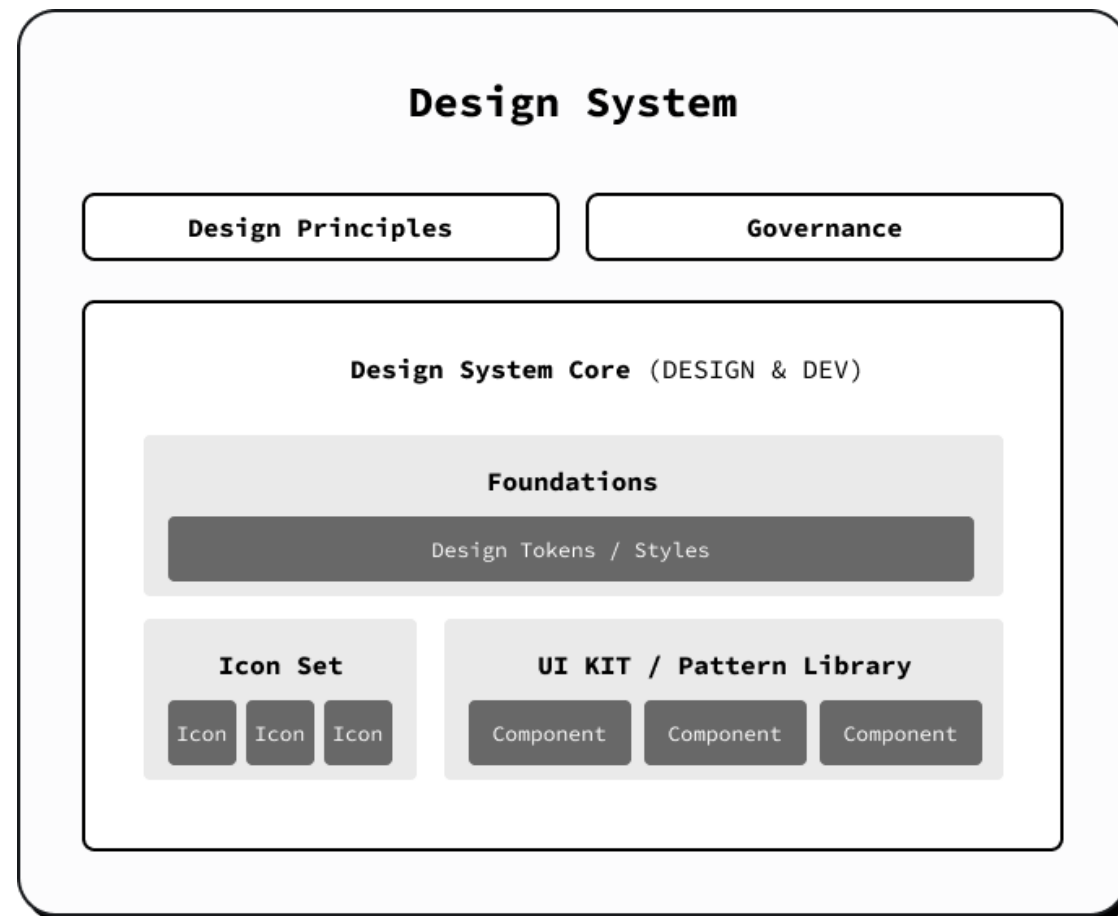 Design System
Design Principles
Governance
Design System Core (DESIGN & DEV)
Foundations
Design Tokens / Styles
Icon Set
Icon Icon Icon
UI KIT / Pattern Library
Component Component Component